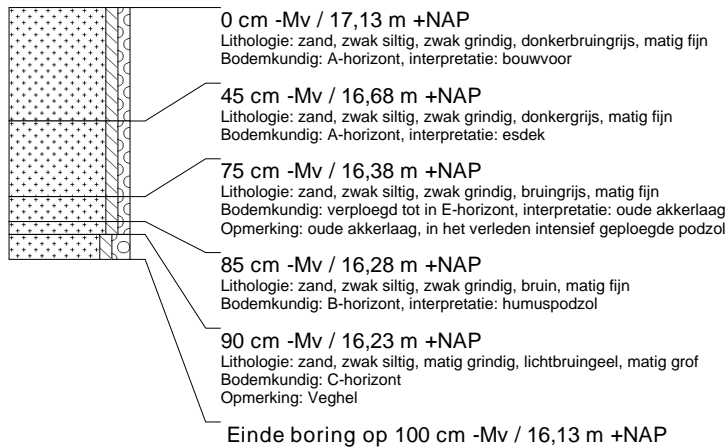 0 cm -Mv / 17,13 m +NAP
Lithologie: zand, zwak siltig, zwak grindig, donkerbruingrijs, matig fijn
Bodemkundig: A-horizont, interpretatie: bouwvoor
45 cm -Mv / 16,68 m +NAP
Lithologie: zand, zwak siltig, zwak grindig, donkergrijs, matig fijn
Bodemkundig: A-horizont, interpretatie: esdek
75 cm -Mv / 16,38 m +NAP
Lithologie: zand, zwak siltig, zwak grindig, bruingrijs, matig fijn
Bodemkundig: verploegd tot in E-horizont, interpretatie: oude akkerlaag
Opmerking: oude akkerlaag, in het verleden intensief geploegde podzol
85 cm -Mv / 16,28 m +NAP
Lithologie: zand, zwak siltig, zwak grindig, bruin, matig fijn
Bodemkundig: B-horizont, interpretatie: humuspodzol
90 cm -Mv / 16,23 m +NAP
Lithologie: zand, zwak siltig, matig grindig, lichtbruingeel, matig grof
Bodemkundig: C-horizont
Opmerking: Veghel
Einde boring op 100 cm -Mv / 16,13 m +NAP